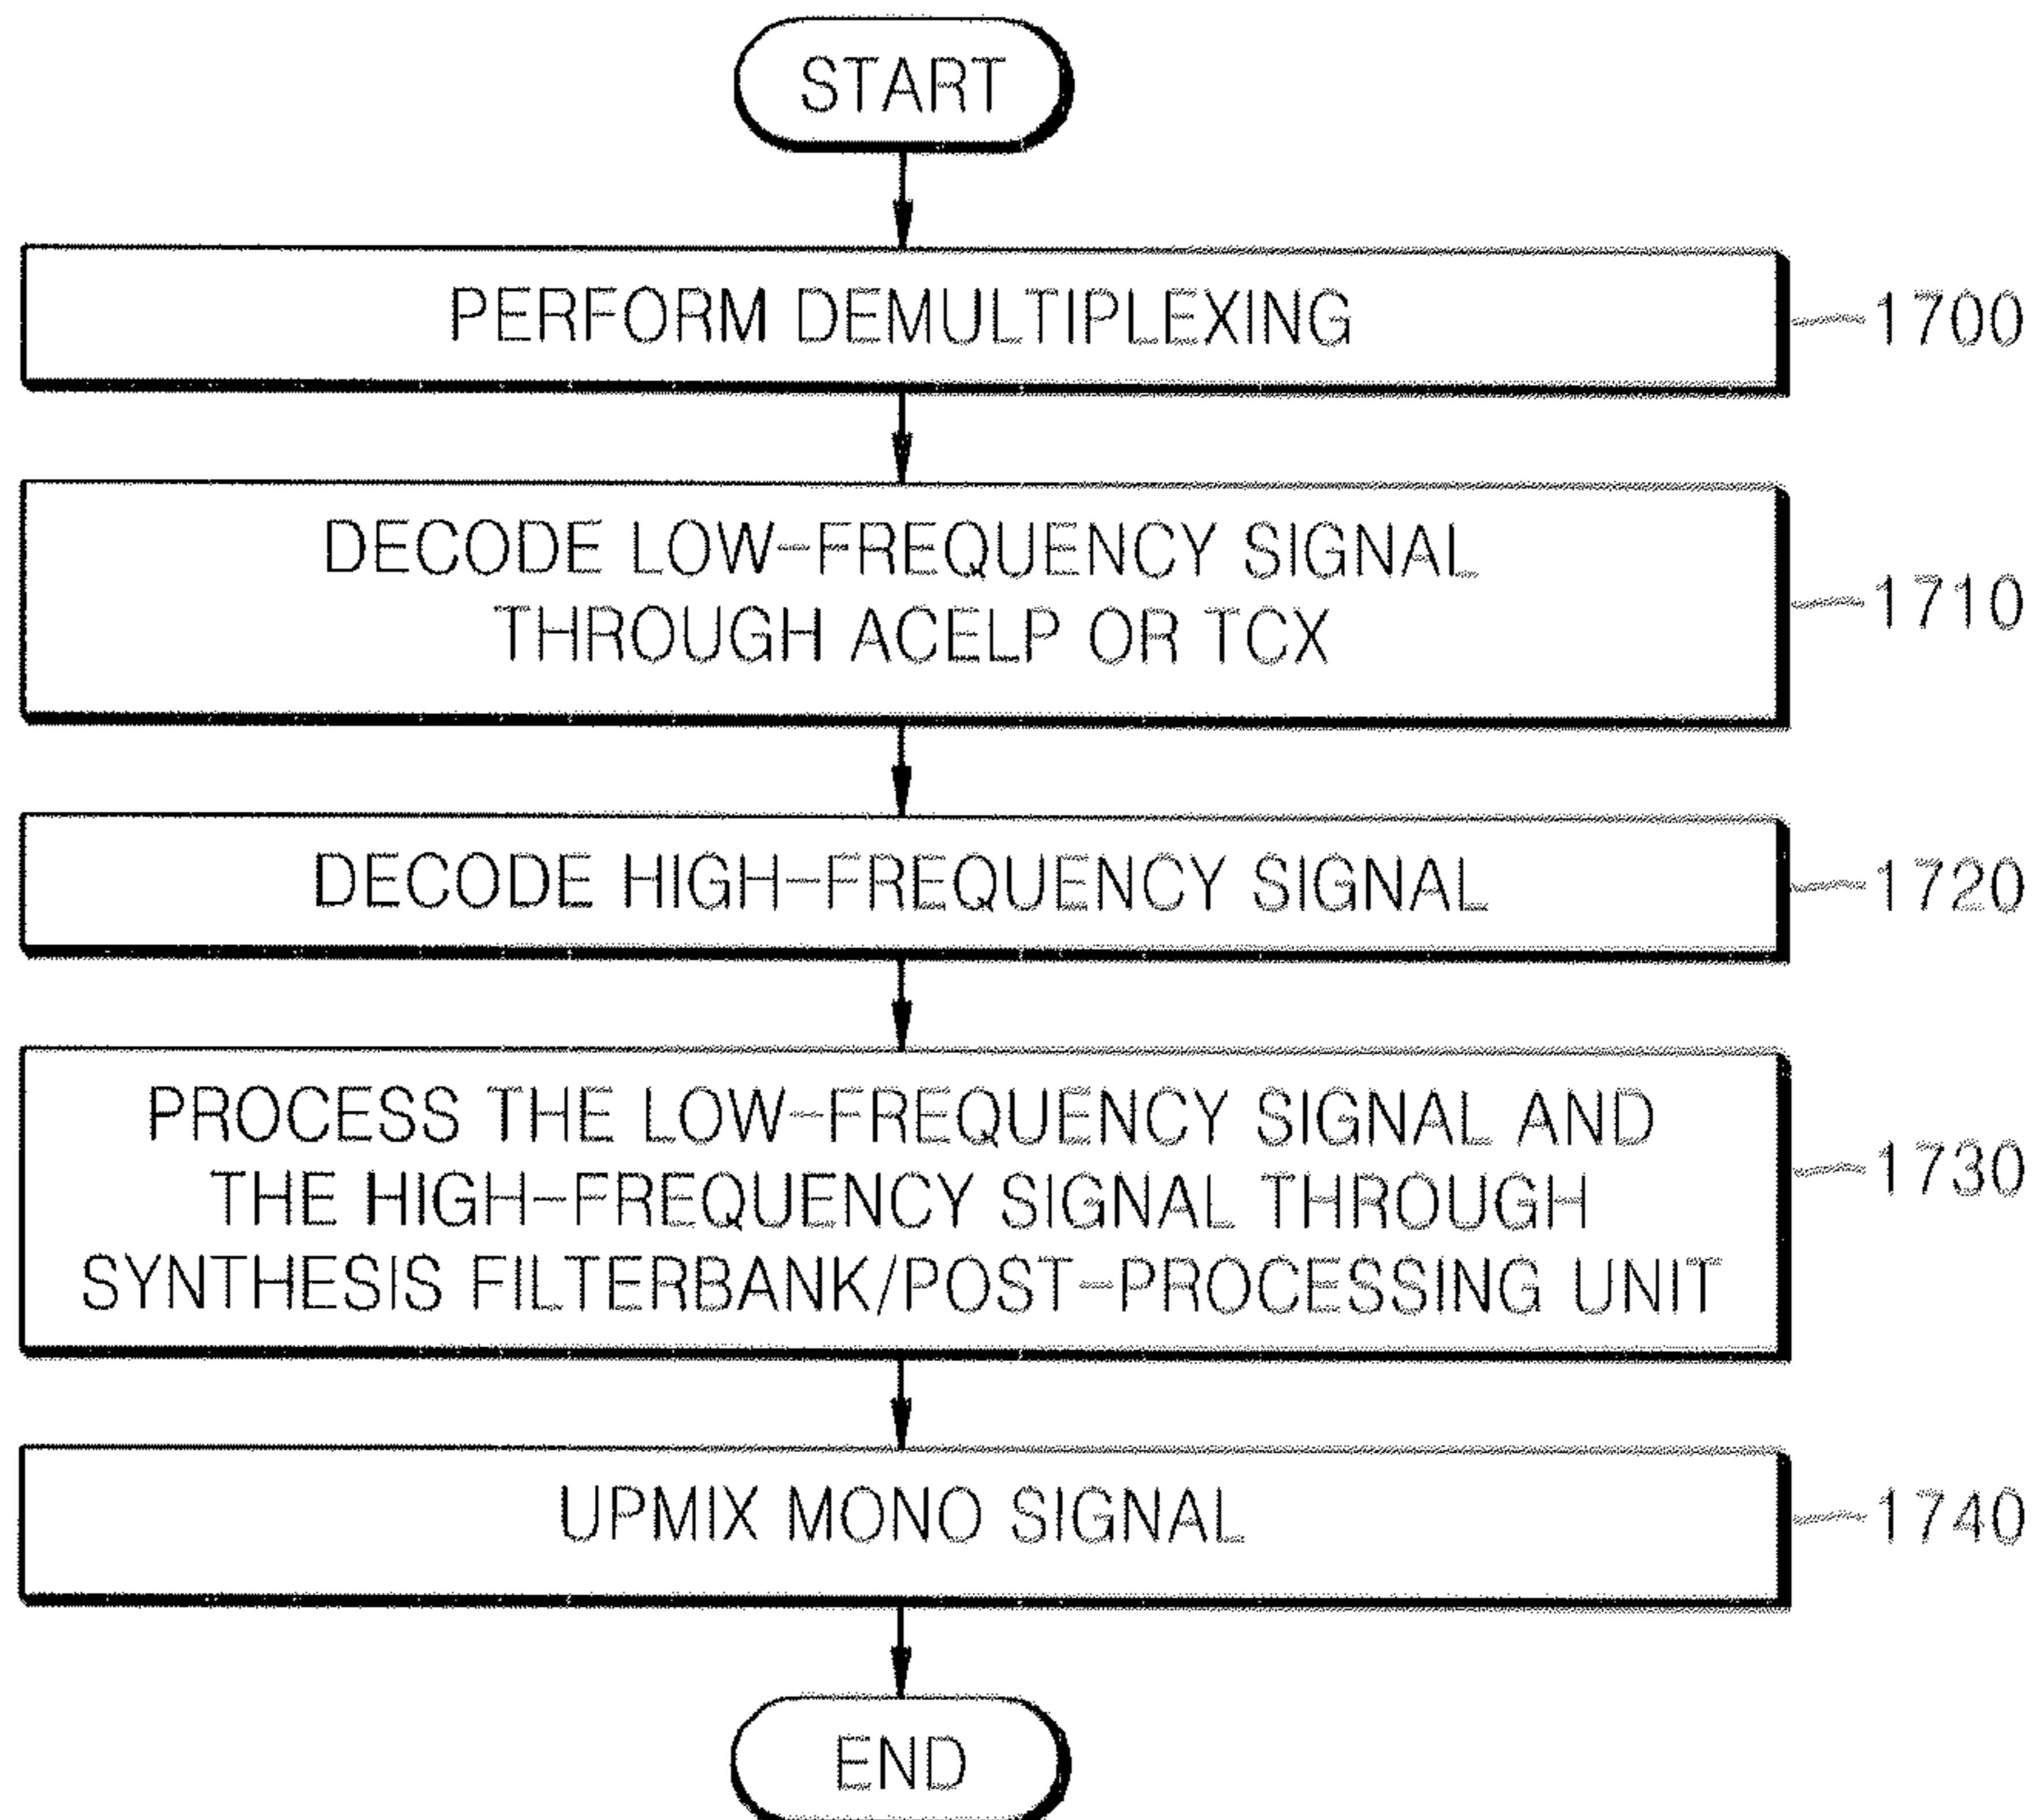 START
PERFORM DEMULTIPLEXING
1700
DECODE LOW-FREQUENCY SIGNAL
THROUGH ACELP OR TCX
1710
DECODE HIGH-FREQUENCY SIGNAL
1720
PROCESS THE LOW-FREQUENCY SIGNAL AND
THE HIGH-FREQUENCY SIGNAL THROUGH
SYNTHESIS FILTERBANK/POST-PROCESSING UNIT
1730
UPMIX MONO SIGNAL
1740
END